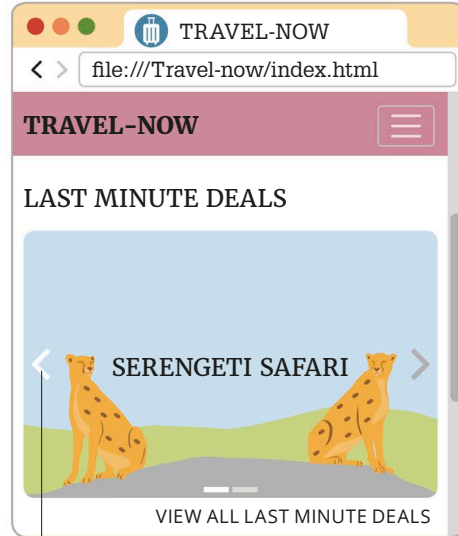 TRAVEL-NOW
file:///Travel-now/index.html
TRAVEL-NOW
LAST MINUTE DEALS
SERENGETI SAFARI
VIEW ALL LAST MINUTE DEALS